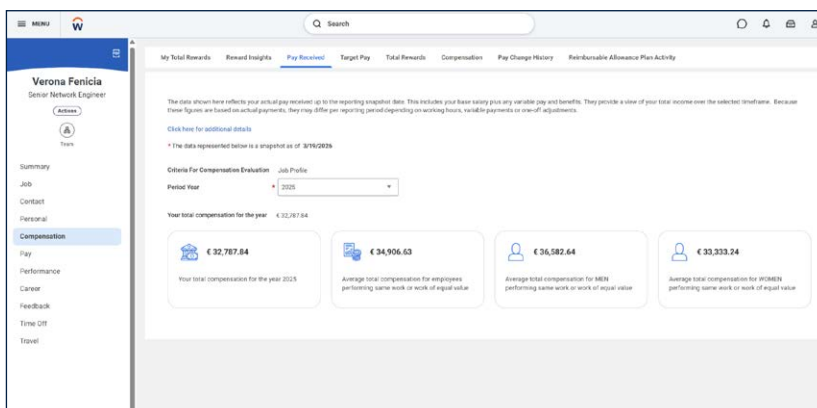 MENU
Search
Verona Fenicia
Senior Network Engineer
Actions
Team
Summary
Job
Contact
Personal
Compensation
Pay
Performance
Career
Feedback
Time Off
Travel
My Total Rewards Reward Insights Pay Received Target Pay Total Rewards Compensation Pay Change History Reimbursable Allowance Plan Activity
The data shown here reflects your actual pay received up to the reporting snapshot date. This includes your base salary plus any variable pay and benefits. They provide a view of your total income over the selected timeframe. Because
these figures are based on actual payments, they may differ per reporting period depending on working hours, variable payments or one-off adjustments.
Click here for additional details
* The data represented below is a snapshot as of 3/19/2026
Criteria For Compensation Evaluation Job Profile
Period Year * 2025
Your total compensation for the year € 32,787.84
€ 32,787.84
Your total compensation for the year 2025
€ 34,906.63
Average total compensation for employees
performing same work or work of equal value
€ 36,582.64
Average total compensation for MEN
performing same work or work of equal value
€ 33,333.24
Average total compensation for WOMEN
performing same work or work of equal value